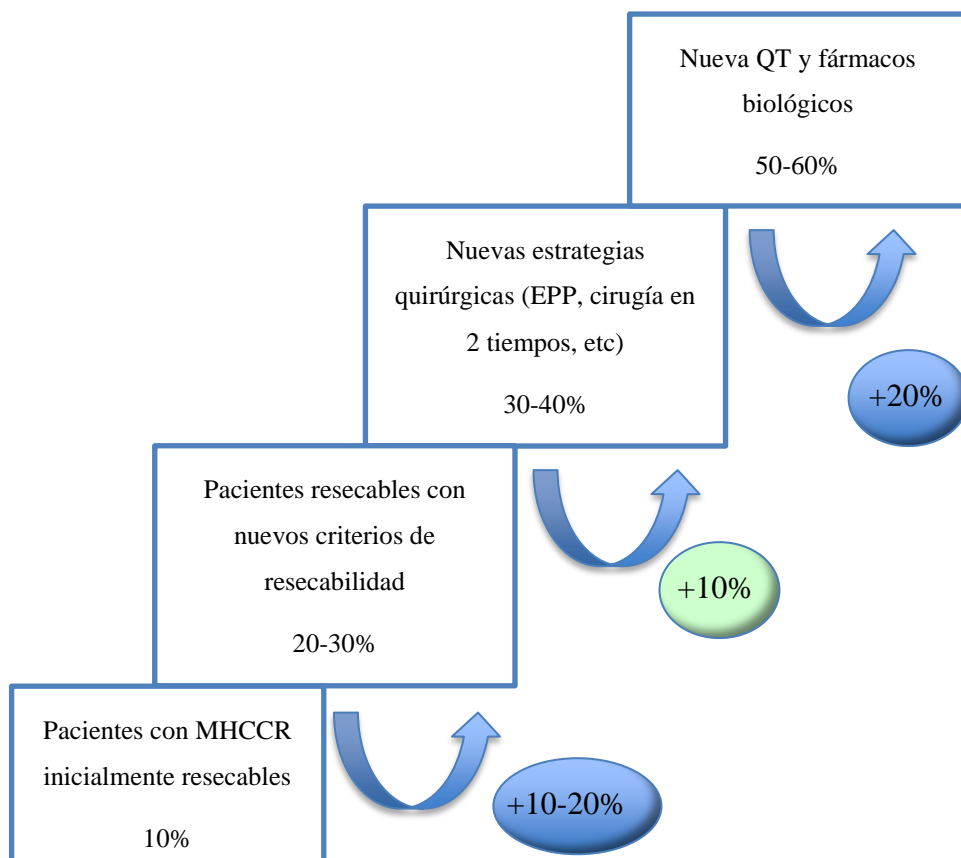 Nueva QT y fármacos
biológicos
50-60%
Nuevas estrategias
quirúrgicas (EPP, cirugía en
2 tiempos, etc)
30-40%
+20%
Pacientes resecables con
nuevos criterios de
resecabilidad
20-30%
+10%
Pacientes con MHCCR
inicialmente resecables
10%
+10-20%